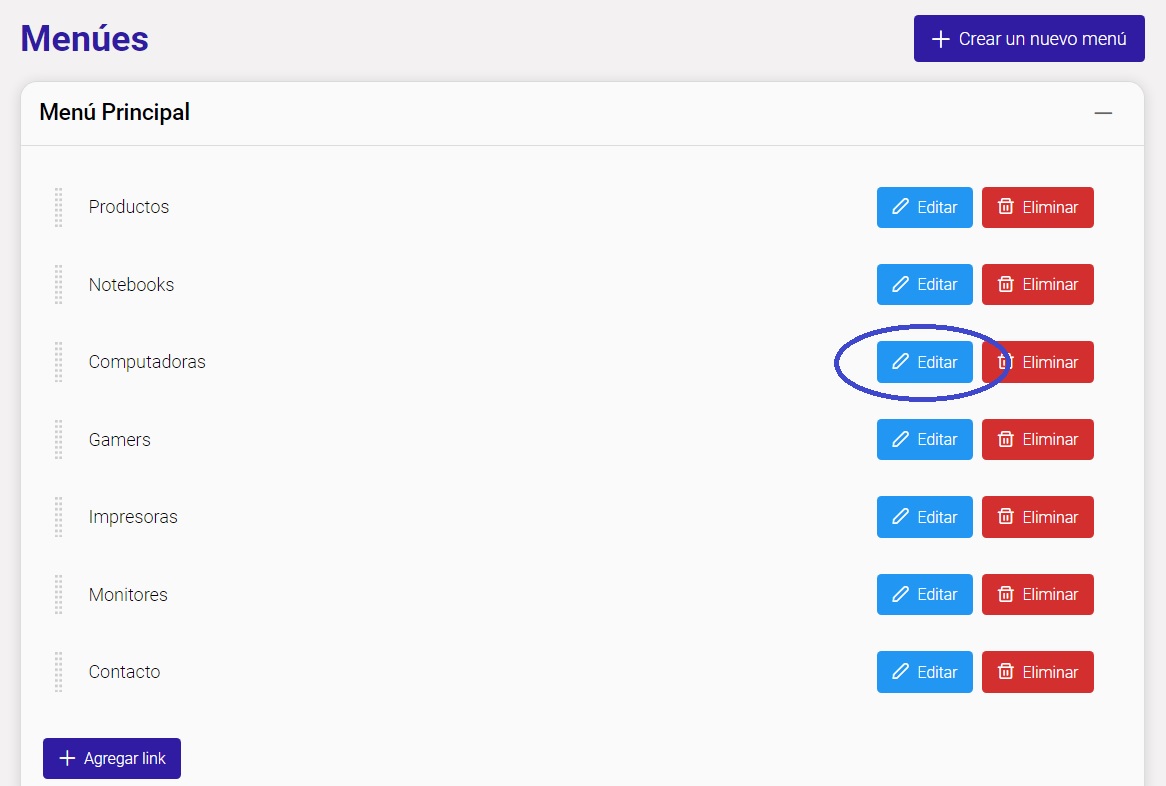 Menúes
Crear un nuevo menú
Menú Principal
Productos Editar Eliminar
Notebooks Editar Eliminar
Computadoras Editar Eliminar
Gamers Editar Eliminar
Impresoras Editar Eliminar
Monitores Editar Eliminar
Contacto Editar Eliminar
Agregar link